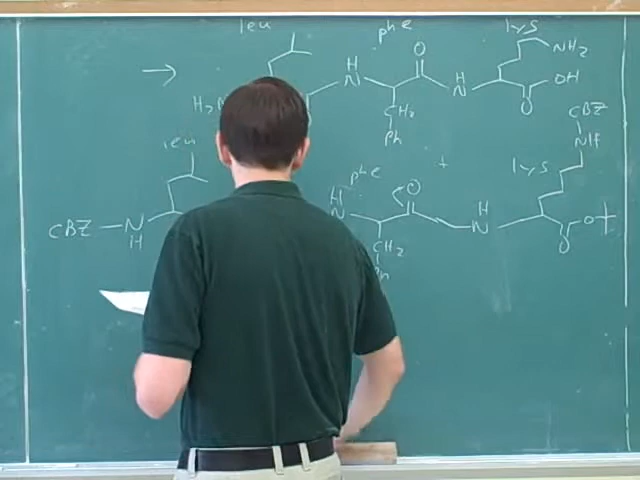 leu phe lys
NH2
H O
→ H2N N N OH
H O
CH2
Ph
CBZ
NH
leu phe + lys
H O H
CBZ — N N N O
H CH2 O
Ph